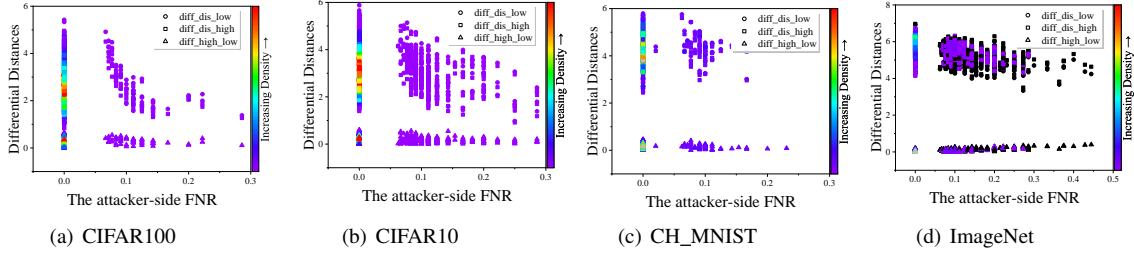 diff_dis_low
diff_dis_high
diff_high_low
Differential Distances
6
4
2
0
0.0 0.1 0.2 0.3
The attacker-side FNR
Increasing Density →
(a) CIFAR100
diff_dis_low
diff_dis_high
diff_high_low
Differential Distances
6
4
2
0
0.0 0.1 0.2 0.3
The attacker-side FNR
Increasing Density →
(b) CIFAR10
diff_dis_low
diff_dis_high
diff_high_low
Differential Distances
6
4
2
0
0.0 0.1 0.2 0.3
The attacker-side FNR
Increasing Density →
(c) CH_MNIST
diff_dis_low
diff_dis_high
diff_high_low
Differential Distances
8
6
4
2
0
0.0 0.1 0.2 0.3 0.4 0.5
The attacker-side FNR
Increasing Density →
(d) ImageNet